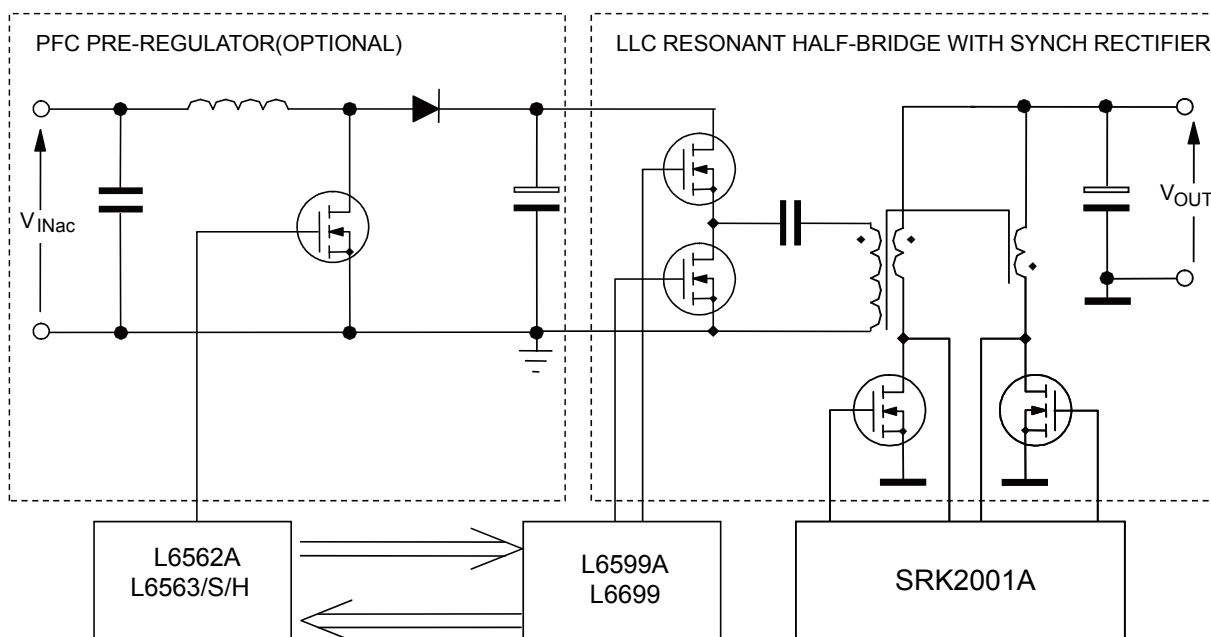 PFC PRE-REGULATOR(OPTIONAL)
LLC RESONANT HALF-BRIDGE WITH SYNCH RECTIFIER
VINac
VOUT
L6562A
L6563/S/H
L6599A
L6699
SRK2001A